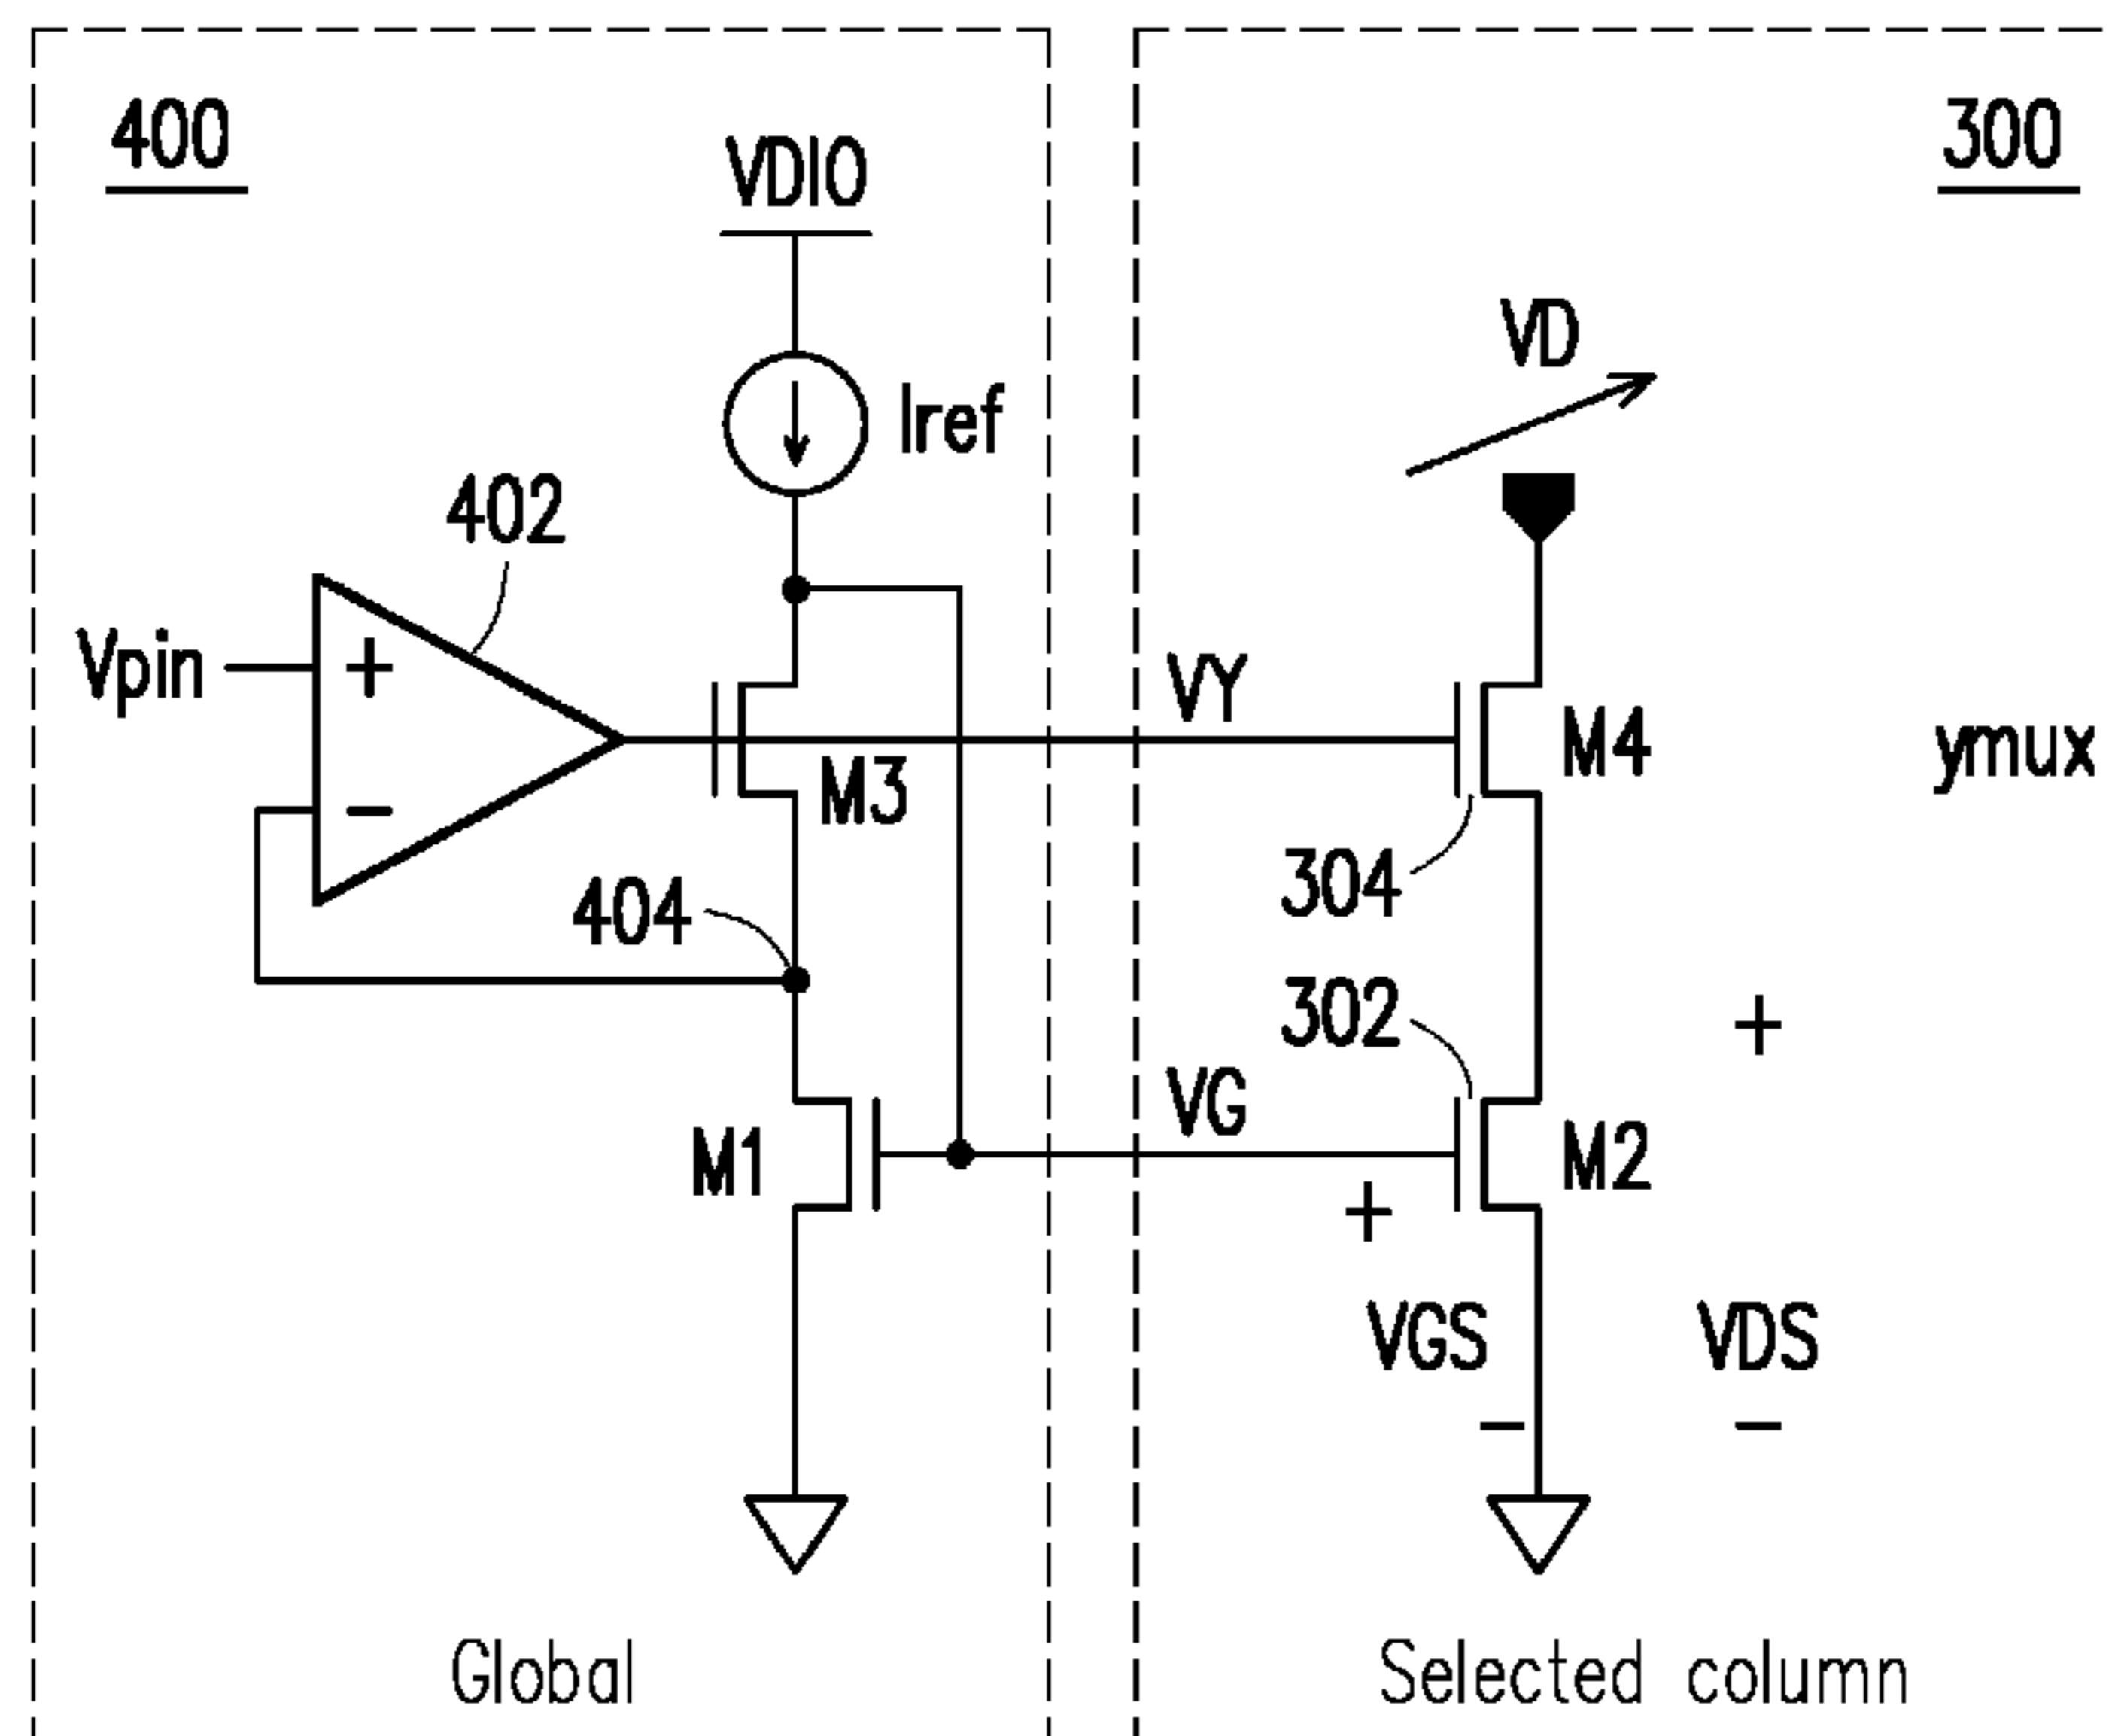 400
300
VDIO
VD
Iref
402
Vpin
+
VY
M4
ymux
M3
−
304
404
302
+
VG
M1
M2
+
VGS
VDS
−
−
Global
Selected column